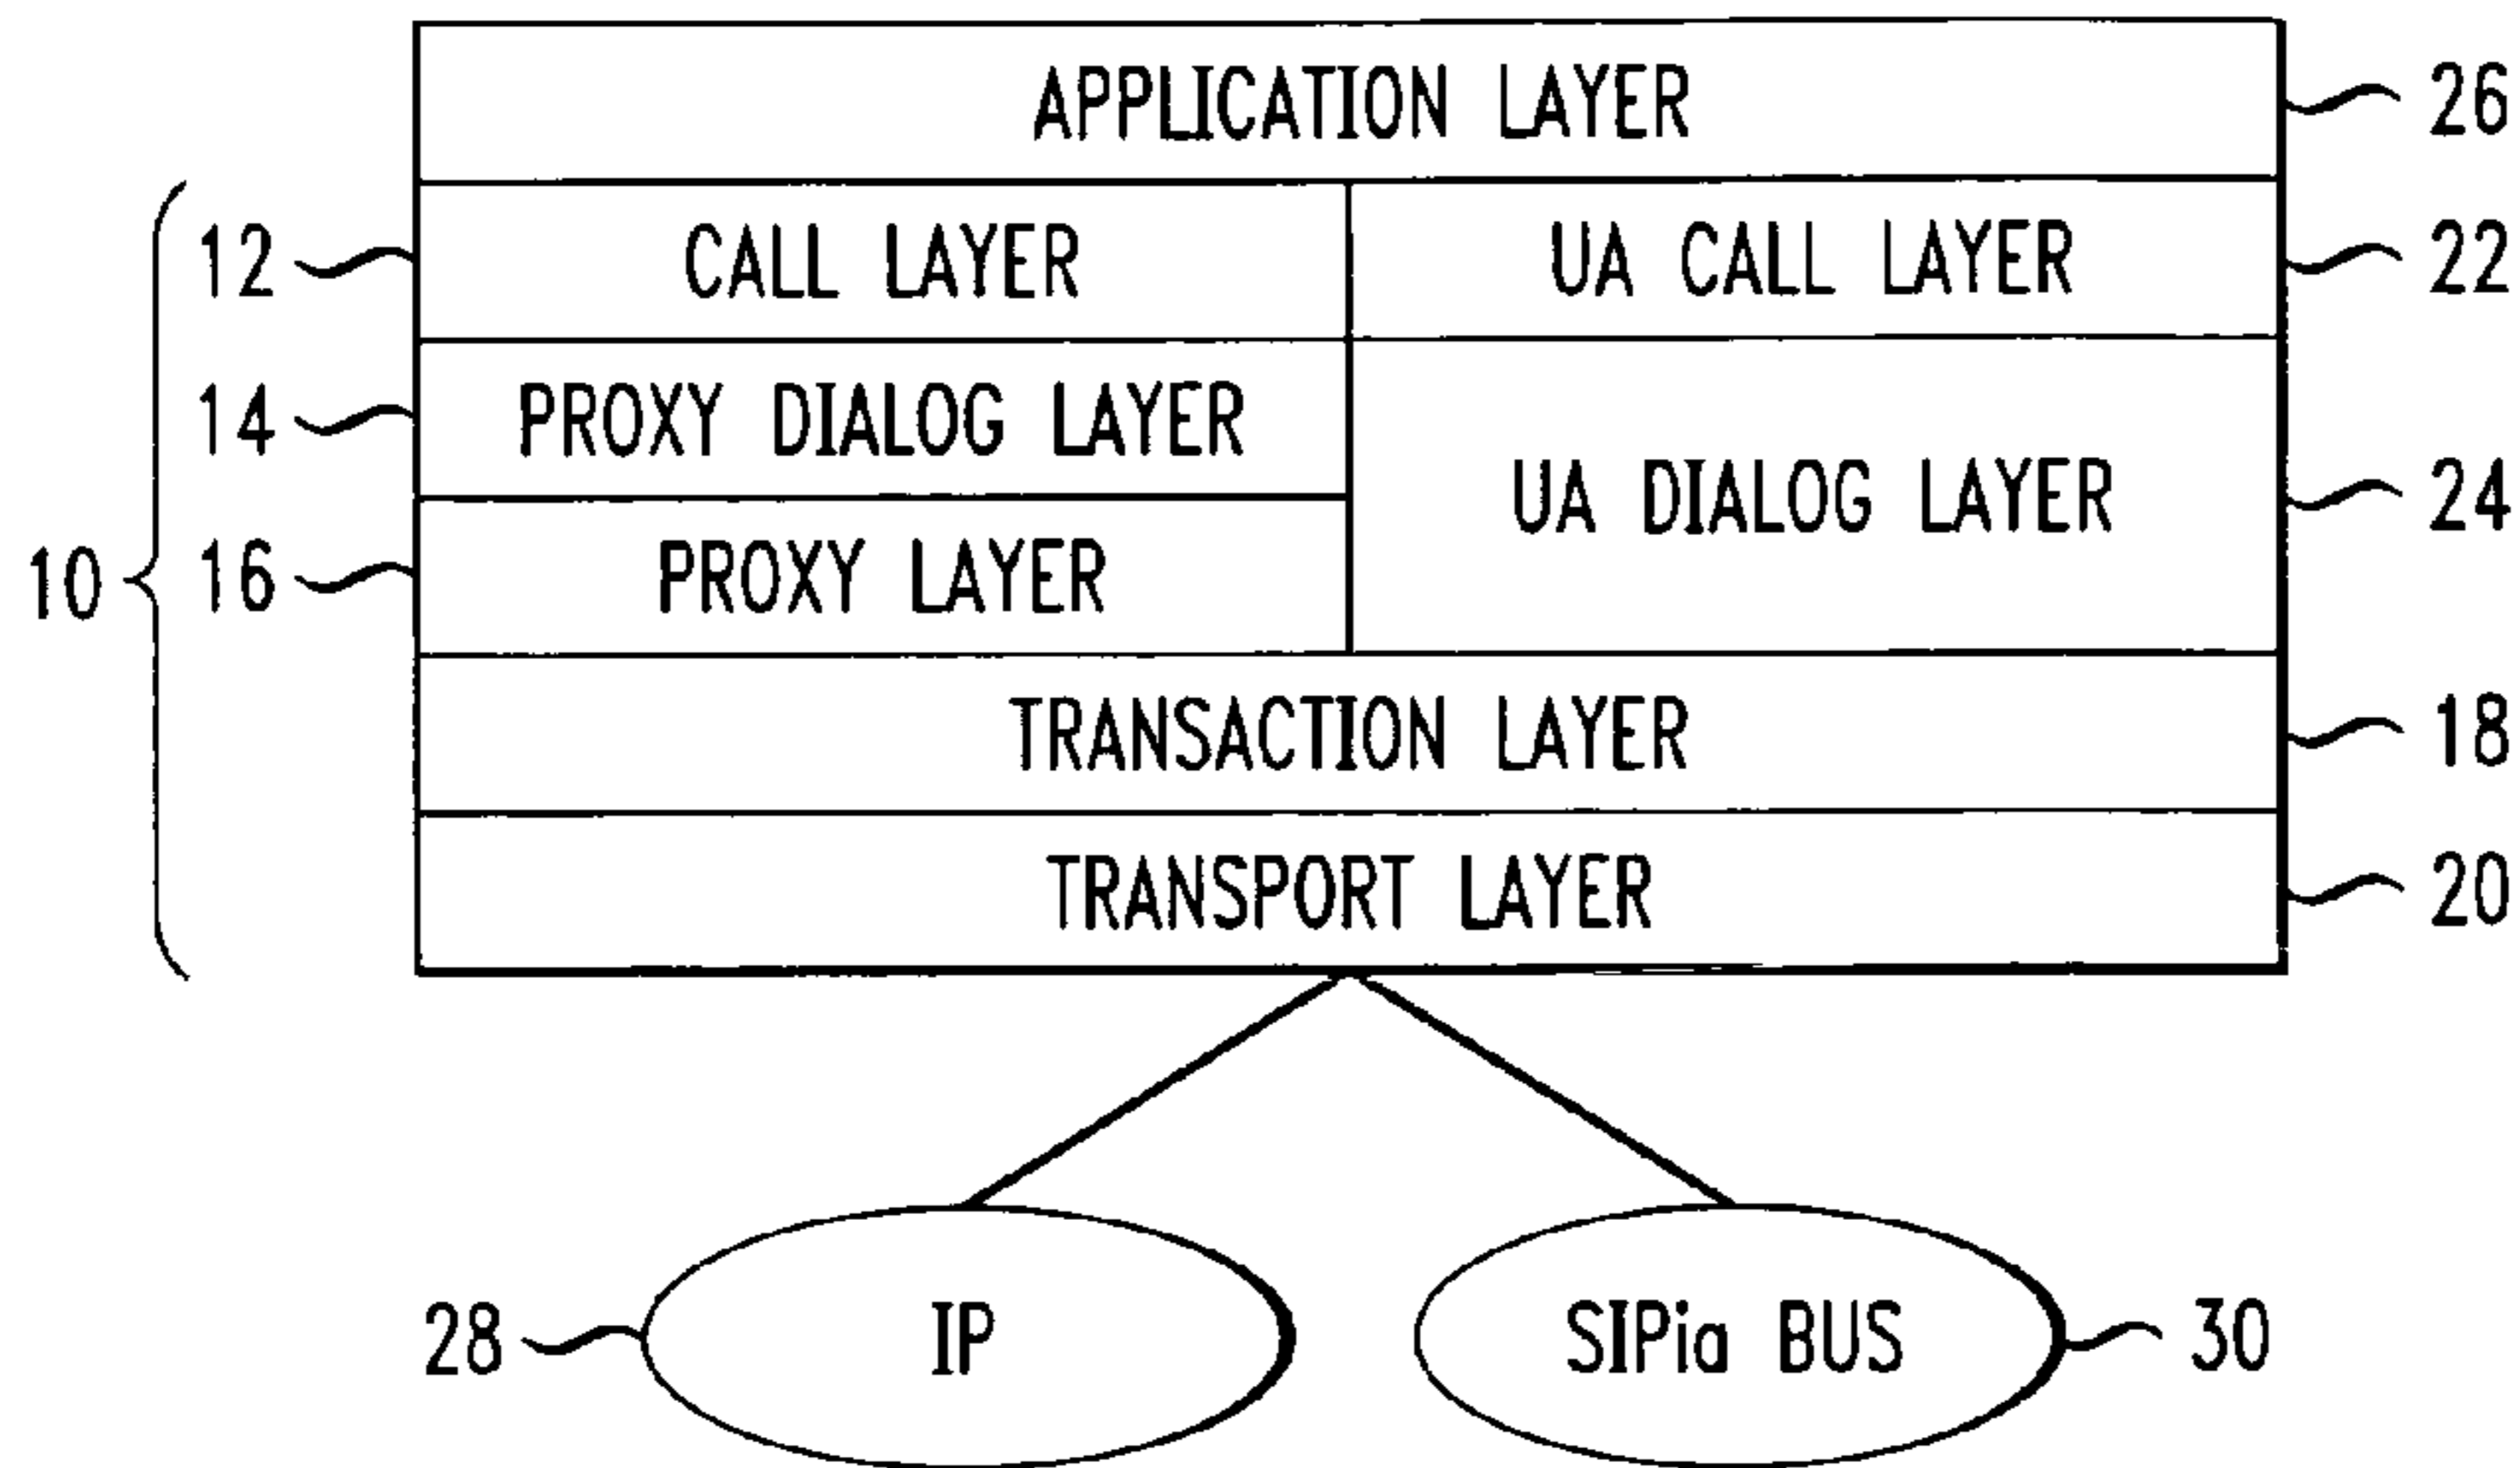 APPLICATION LAYER 26
12 CALL LAYER UA CALL LAYER 22
14 PROXY DIALOG LAYER
UA DIALOG LAYER 24
10 16 PROXY LAYER
TRANSACTION LAYER 18
TRANSPORT LAYER 20
28 IP SIPia BUS 30